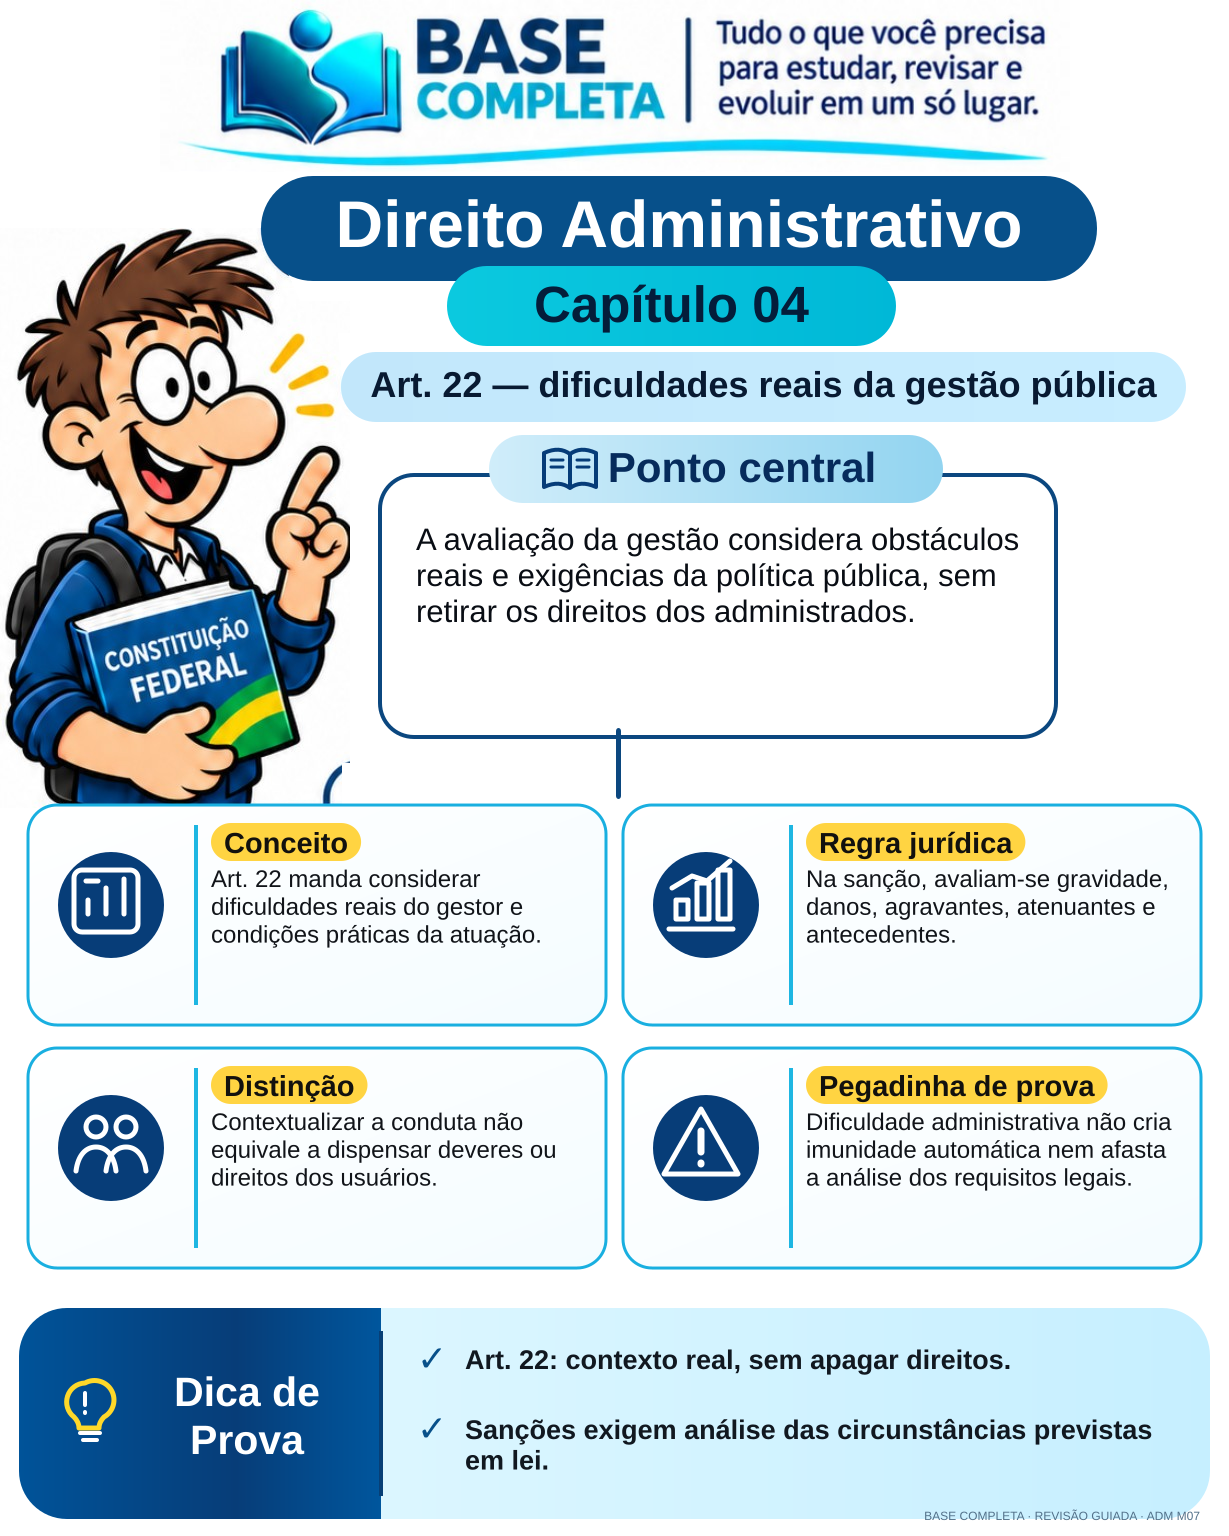 BASE
COMPLETA
Tudo o que você precisa
para estudar, revisar e
evoluir em um só lugar.
Direito Administrativo
Capítulo 04
Art. 22 — dificuldades reais da gestão pública
Ponto central
A avaliação da gestão considera obstáculos
reais e exigências da política pública, sem
retirar os direitos dos administrados.
CONSTITUIÇÃO
FEDERAL
Conceito
Art. 22 manda considerar
dificuldades reais do gestor e
condições práticas da atuação.
Regra jurídica
Na sanção, avaliam-se gravidade,
danos, agravantes, atenuantes e
antecedentes.
Distinção
Contextualizar a conduta não
equivale a dispensar deveres ou
direitos dos usuários.
Pegadinha de prova
Dificuldade administrativa não cria
imunidade automática nem afasta
a análise dos requisitos legais.
Dica de
Prova
✓ Art. 22: contexto real, sem apagar direitos.
✓ Sanções exigem análise das circunstâncias previstas
em lei.
BASE COMPLETA · REVISÃO GUIADA · ADM M07